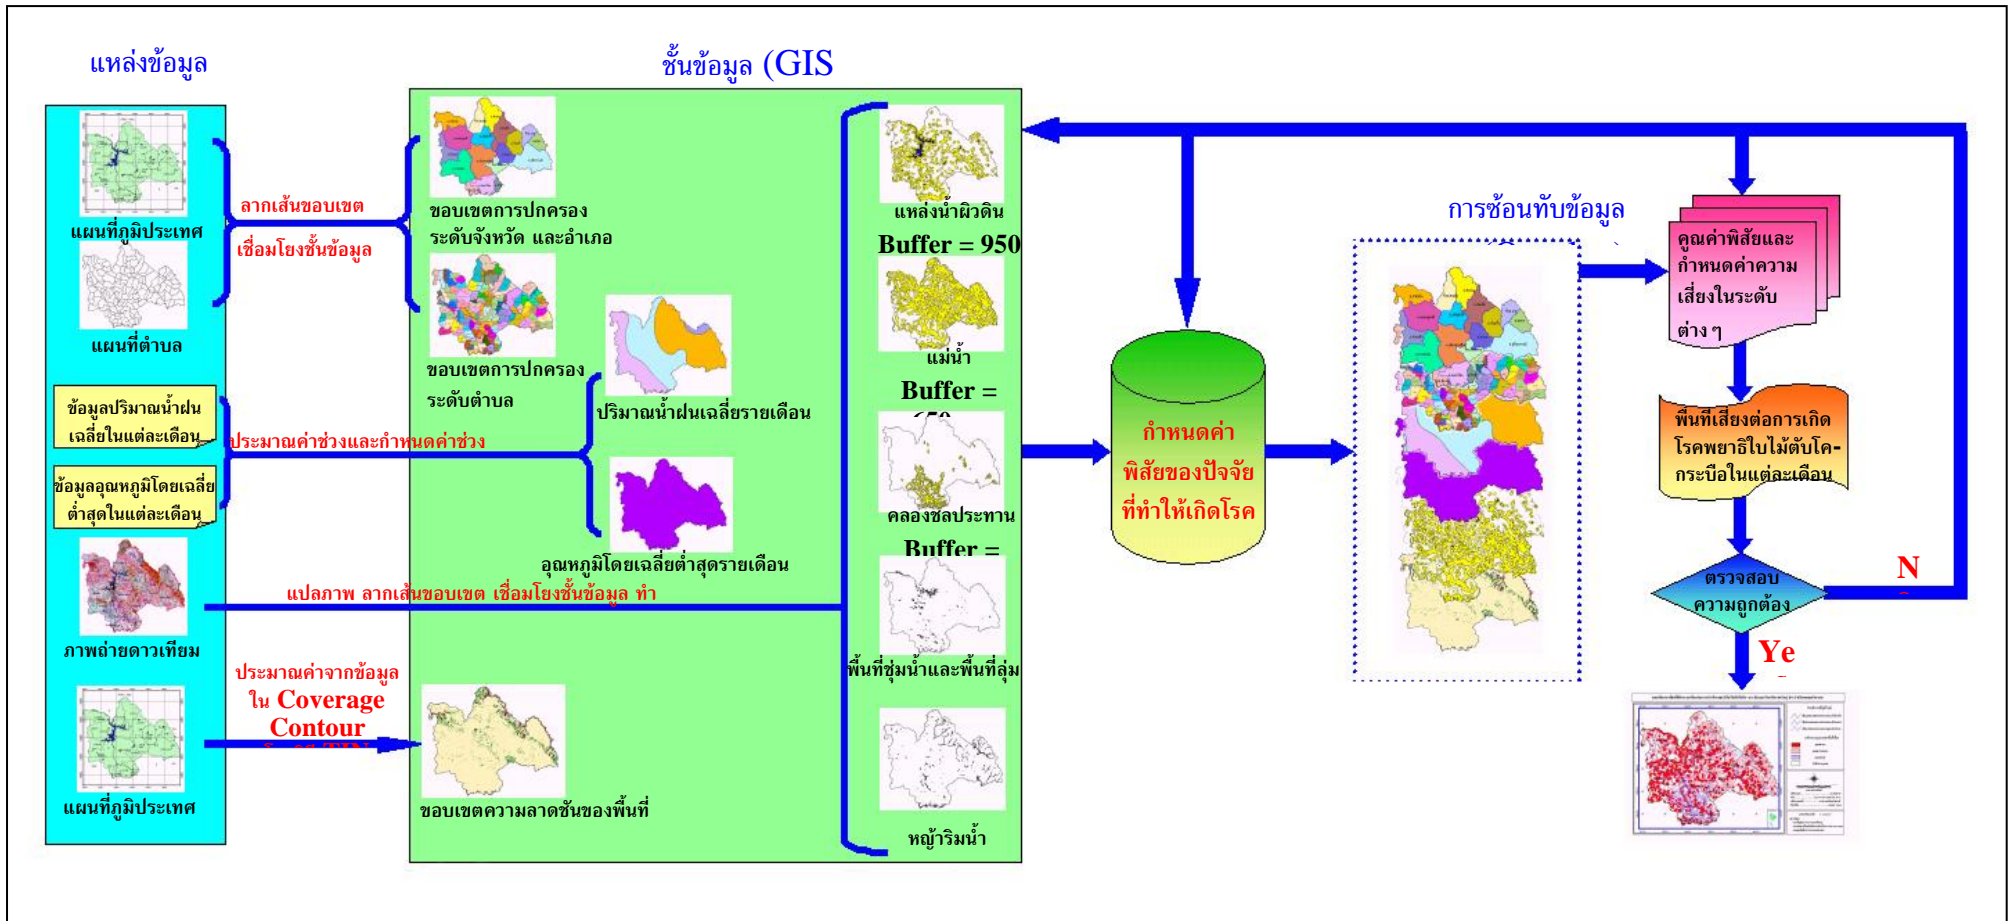 แหล่งข้อมูล
แผนที่ภูมิประเทศ
แผนที่ตำบล
ข้อมูลปริมาณน้ำฝน
เฉลี่ยในแต่ละเดือน
ข้อมูลอุณหภูมิโดยเฉลี่ย
ต่ำสุดในแต่ละเดือน
ภาพถ่ายดาวเทียม
แผนที่ภูมิประเทศ
ลากเส้นขอบเขต
เชื่อมโยงชั้นข้อมูล
ประมาณค่าช่วงและกำหนดค่าช่วง
แปลภาพ ลากเส้นขอบเขต เชื่อมโยงชั้นข้อมูล ทำ
ประมาณค่าจากข้อมูล
ใน Coverage
Contour
ชั้นข้อมูล (GIS
ขอบเขตการปกครอง
ระดับจังหวัด และอำเภอ
ขอบเขตการปกครอง
ระดับตำบล
ปริมาณน้ำฝนเฉลี่ยรายเดือน
อุณหภูมิโดยเฉลี่ยต่ำสุดรายเดือน
ขอบเขตความลาดชันของพื้นที่
แหล่งน้ำผิวดิน
Buffer = 950
แม่น้ำ
Buffer =
คลองชลประทาน
Buffer =
พื้นที่ชุ่มน้ำและพื้นที่ลุ่ม
หญ้าริมน้ำ
กำหนดค่า
พิสัยของปัจจัย
ที่ทำให้เกิดโรค
การซ้อนทับข้อมูล
คูณค่าพิสัยและ
กำหนดค่าความ
เสี่ยงในระดับ
ต่าง ๆ
พื้นที่เสี่ยงต่อการเกิด
โรคพยาธิใบไม้ตับโค-
กระบือในแต่ละเดือน
ตรวจสอบ
ความถูกต้อง
N
Ye